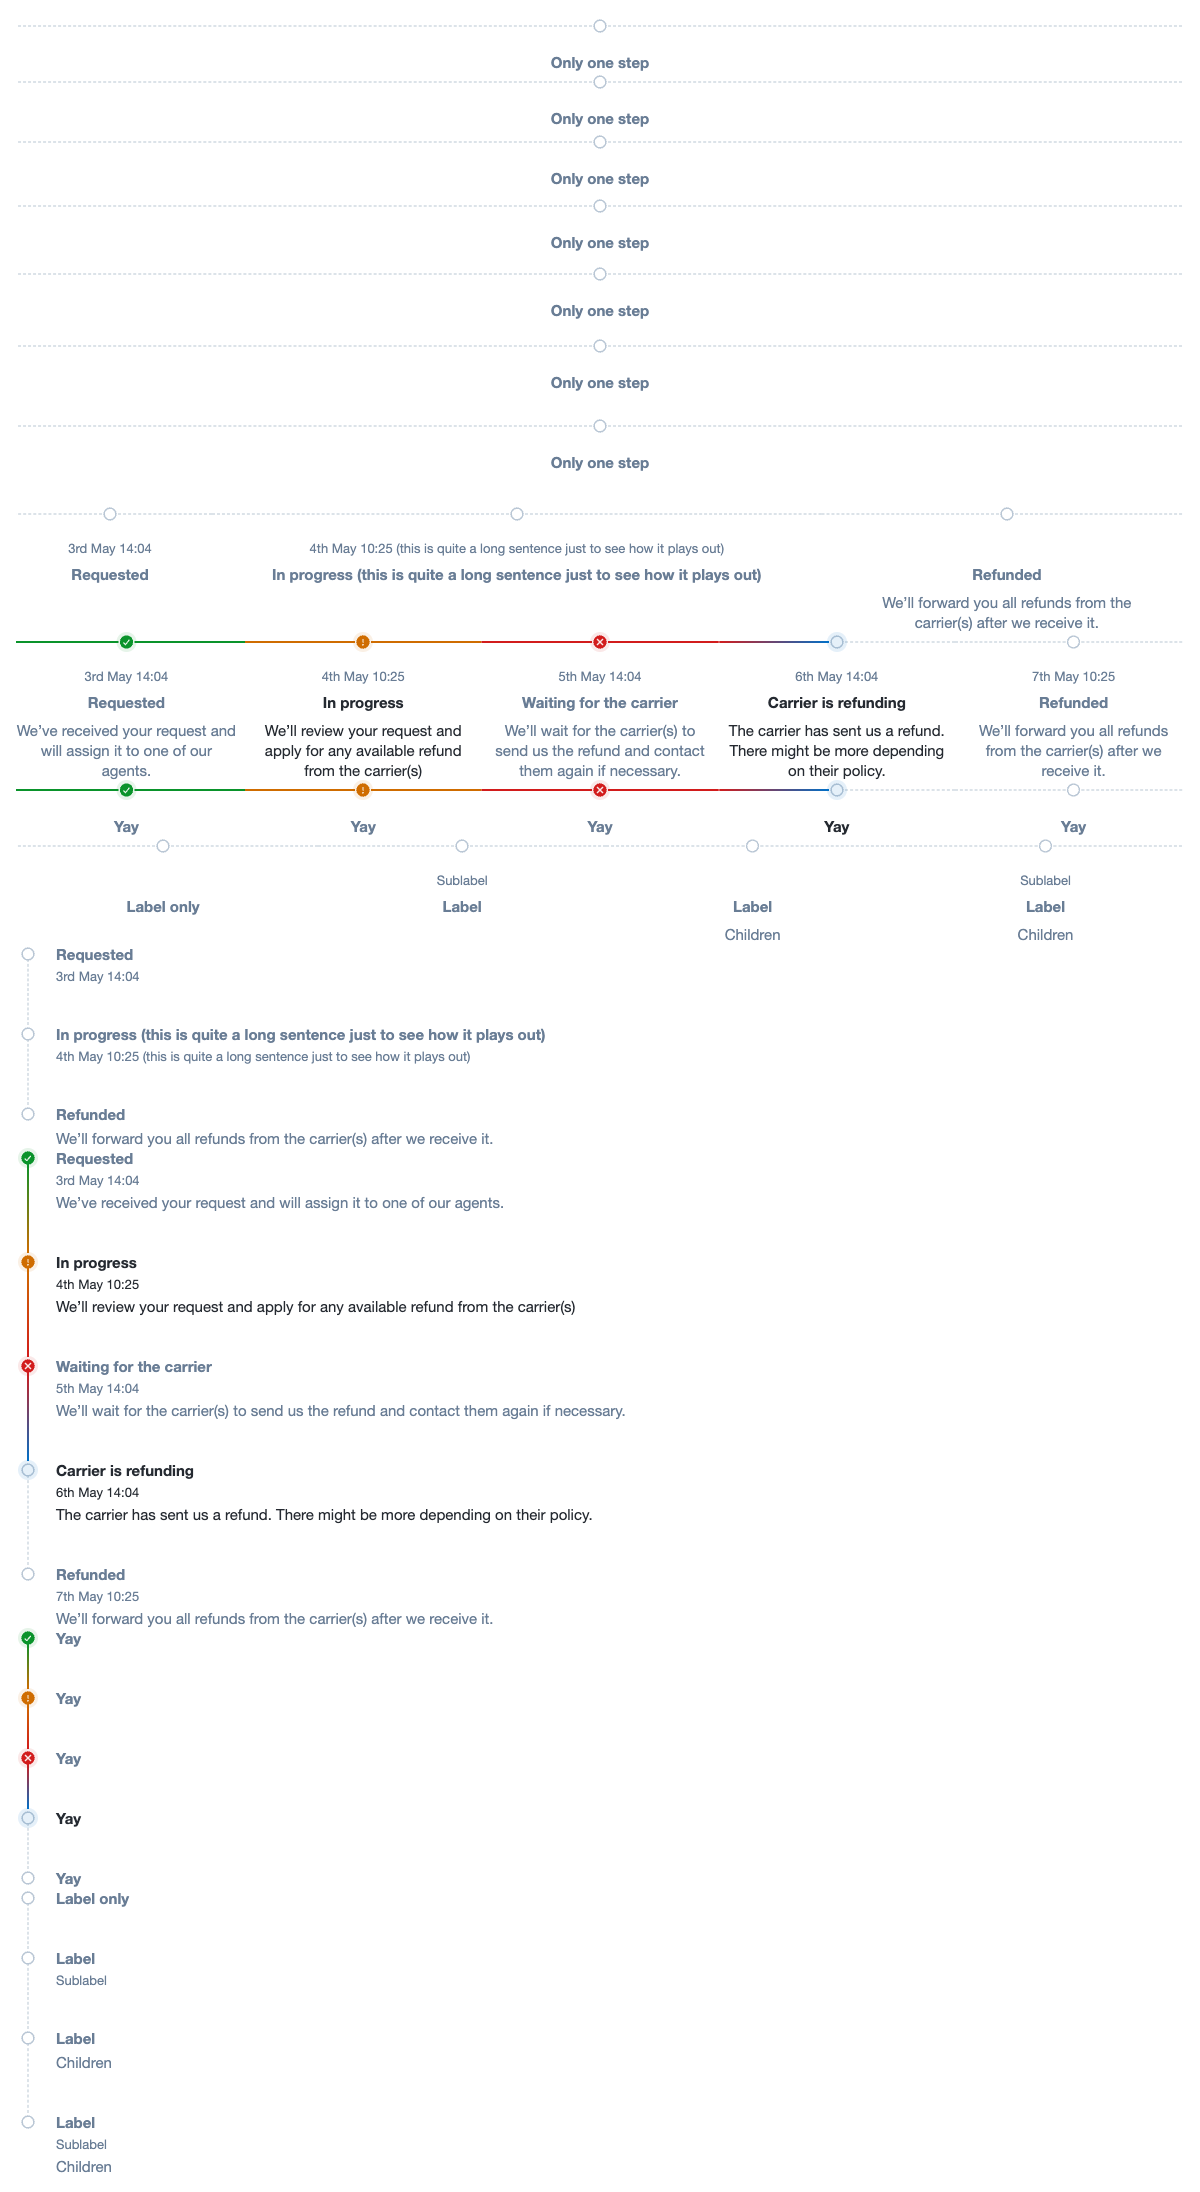 Only one step
Only one step
Only one step
Only one step
Only one step
Only one step
Only one step
3rd May 14:04
4th May 10:25 (this is quite a long sentence just to see how it plays out)
Requested
In progress (this is quite a long sentence just to see how it plays out)
Refunded
We'll forward you all refunds from the
carrier(s) after we receive it.
3rd May 14:04
Requested
We've received your request and
will assign it to one of our
agents.
4th May 10:25
In progress
We'll review your request and
apply for any available refund
from the carrier(s)
5th May 14:04
Waiting for the carrier
We'll wait for the carrier(s) to
send us the refund and contact
them again if necessary.
6th May 14:04
Carrier is refunding
The carrier has sent us a refund.
There might be more depending
on their policy.
7th May 10:25
Refunded
We'll forward you all refunds
from the carrier(s) after we
receive it.
Yay
Yay
Yay
Yay
Yay
Label only
Sublabel
Label
Label
Children
Sublabel
Label
Children
Requested
3rd May 14:04
In progress (this is quite a long sentence just to see how it plays out)
4th May 10:25 (this is quite a long sentence just to see how it plays out)
Refunded
We'll forward you all refunds from the carrier(s) after we receive it.
Requested
3rd May 14:04
We've received your request and will assign it to one of our agents.
In progress
4th May 10:25
We'll review your request and apply for any available refund from the carrier(s)
Waiting for the carrier
5th May 14:04
We'll wait for the carrier(s) to send us the refund and contact them again if necessary.
Carrier is refunding
6th May 14:04
The carrier has sent us a refund. There might be more depending on their policy.
Refunded
7th May 10:25
We'll forward you all refunds from the carrier(s) after we receive it.
Yay
Yay
Yay
Yay
Yay
Label only
Label
Sublabel
Label
Children
Label
Sublabel
Children